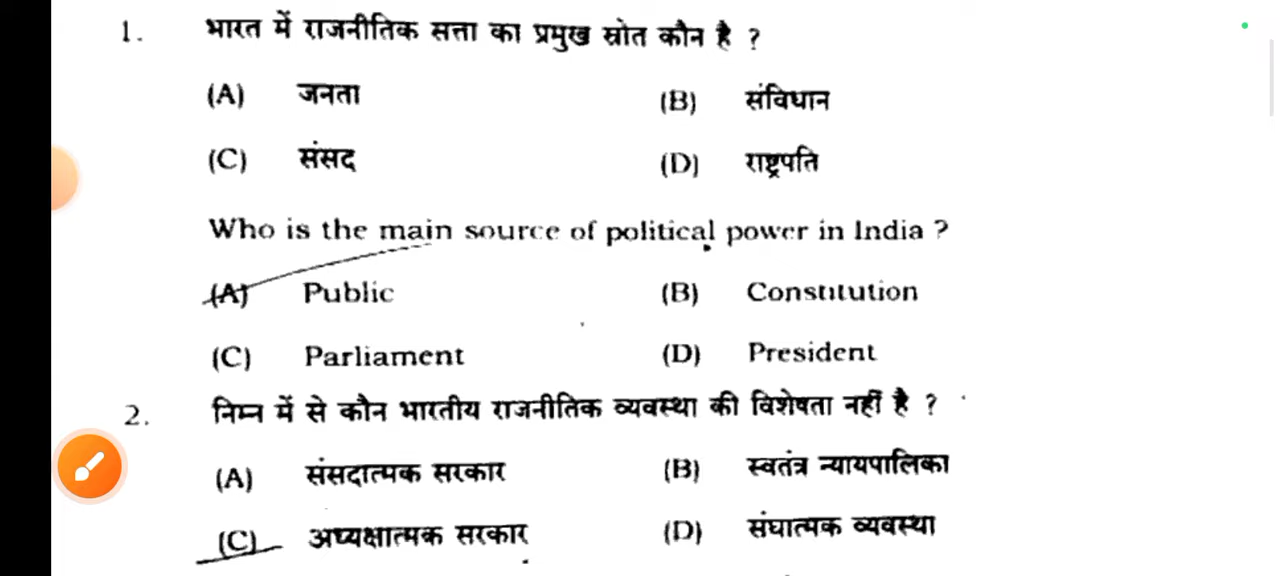 1. भारत में राजनीतिक सत्ता का प्रमुख स्रोत कौन है ?
(A) जनता (B) संविधान
(C) संसद (D) राष्ट्रपति
Who is the main source of political power in India ?
(A) Public (B) Constitution
(C) Parliament (D) President
2. निम्न में से कौन भारतीय राजनीतिक व्यवस्था की विशेषता नहीं है ?
(A) संसदात्मक सरकार (B) स्वतंत्र न्यायपालिका
(C) अध्यक्षात्मक सरकार (D) संघात्मक व्यवस्था